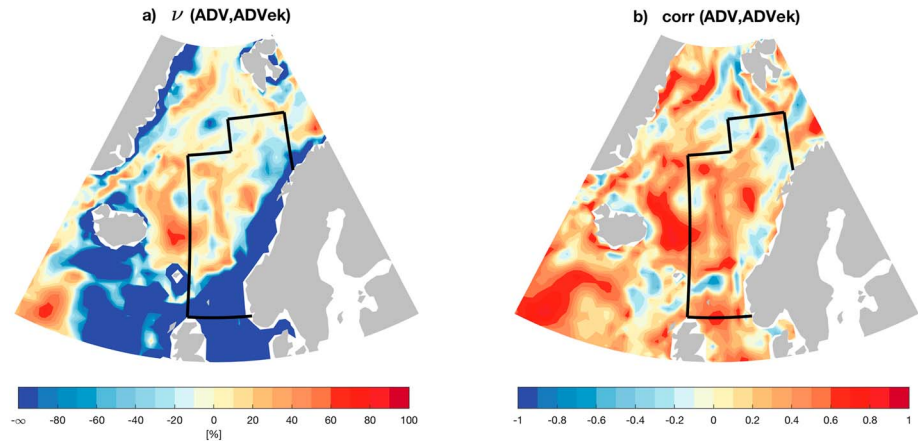 a) ν (ADV,ADVek)
b) corr (ADV,ADVek)
-∞ -80 -60 -40 -20 0 20 40 60 80 100
[%]
-1 -0.8 -0.6 -0.4 -0.2 0 0.2 0.4 0.6 0.8 1